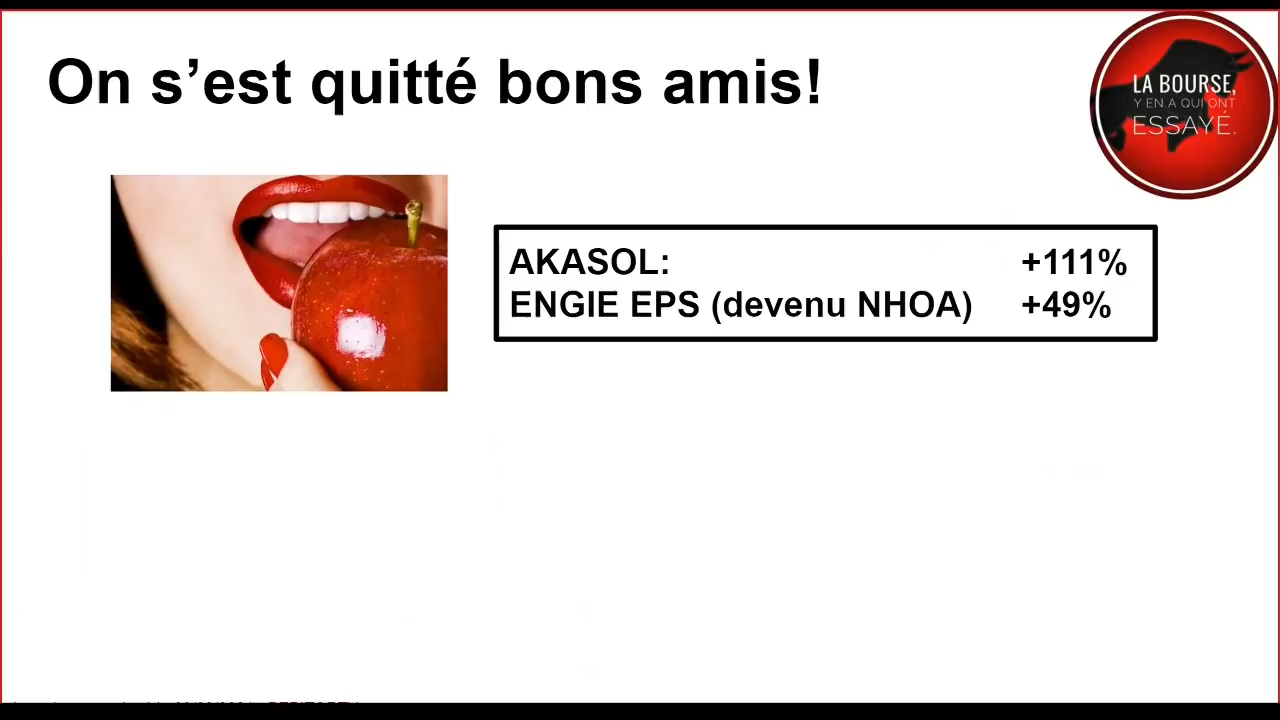 On s’est quitté bons amis!
LA BOURSE,
Y EN A QUI ONT
ESSAYÉ.
AKASOL: +111%
ENGIE EPS (devenu NHOA) +49%